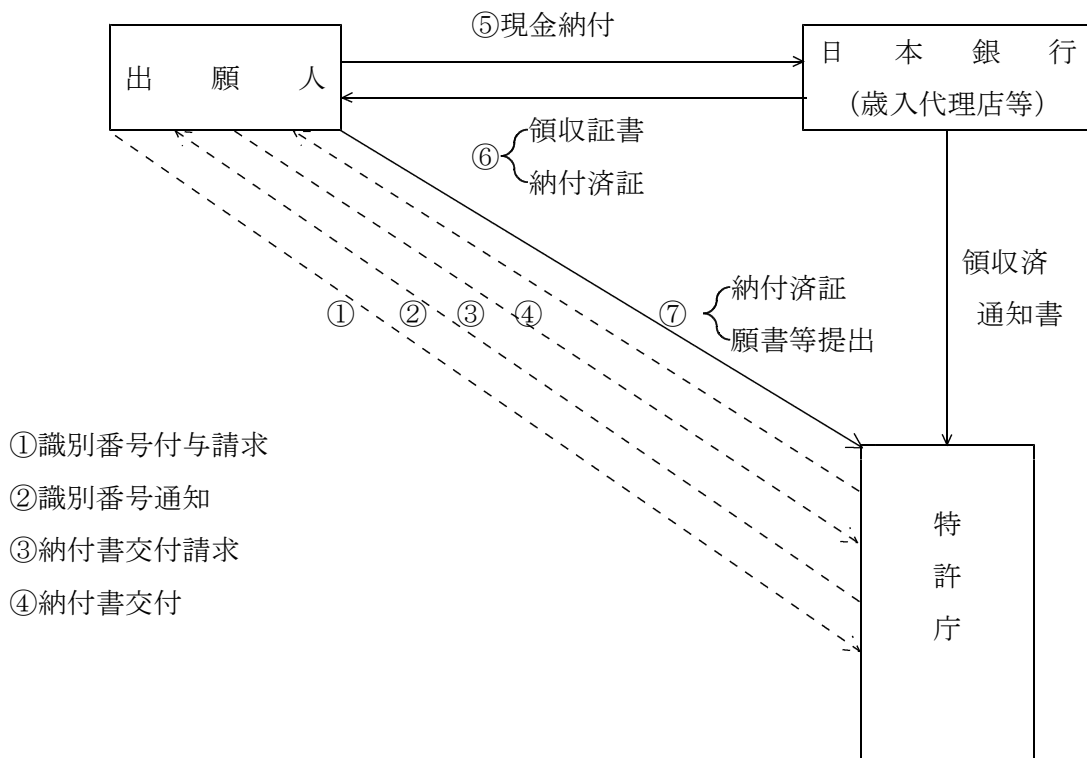 ⑤現金納付
出願人
日本銀行
(歳入代理店等)
⑥
領収証書
納付済証
領収済
通知書
①
②
③
④
⑦
納付済証
願書等提出
①識別番号付与請求
②識別番号通知
③納付書交付請求
④納付書交付
特
許
庁